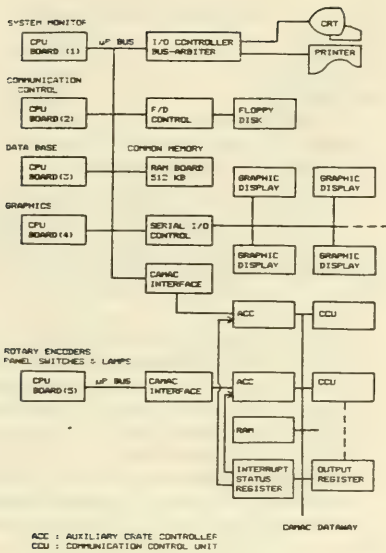 SYSTEM MONITOR
CPU
BOARD (1)
μP BUS
I/O CONTROLLER
BUS-ARBITER
CRT
PRINTER
COMMUNICATION
CONTROL
CPU
BOARD(2)
F/D
CONTROL
FLOPPY
DISK
DATA BASE
CPU
BOARD(3)
COMMON MEMORY
RAM BOARD
512 KB
GRAPHIC
DISPLAY
GRAPHIC
DISPLAY
GRAPHICS
CPU
BOARD(4)
SERIAL I/O
CONTROL
GRAPHIC
DISPLAY
GRAPHIC
DISPLAY
CAMAC
INTERFACE
ACC
CCU
ROTARY ENCODERS
PANEL SWITCHES & LAMPS
CPU
BOARD(5)
μP BUS
CAMAC
INTERFACE
ACC
CCU
RAM
INTERRUPT
STATUS
REGISTER
OUTPUT
REGISTER
CAMAC DATAWAY
ACC : AUXILIARY CRATE CONTROLLER
CCU : COMMUNICATION CONTROL UNIT